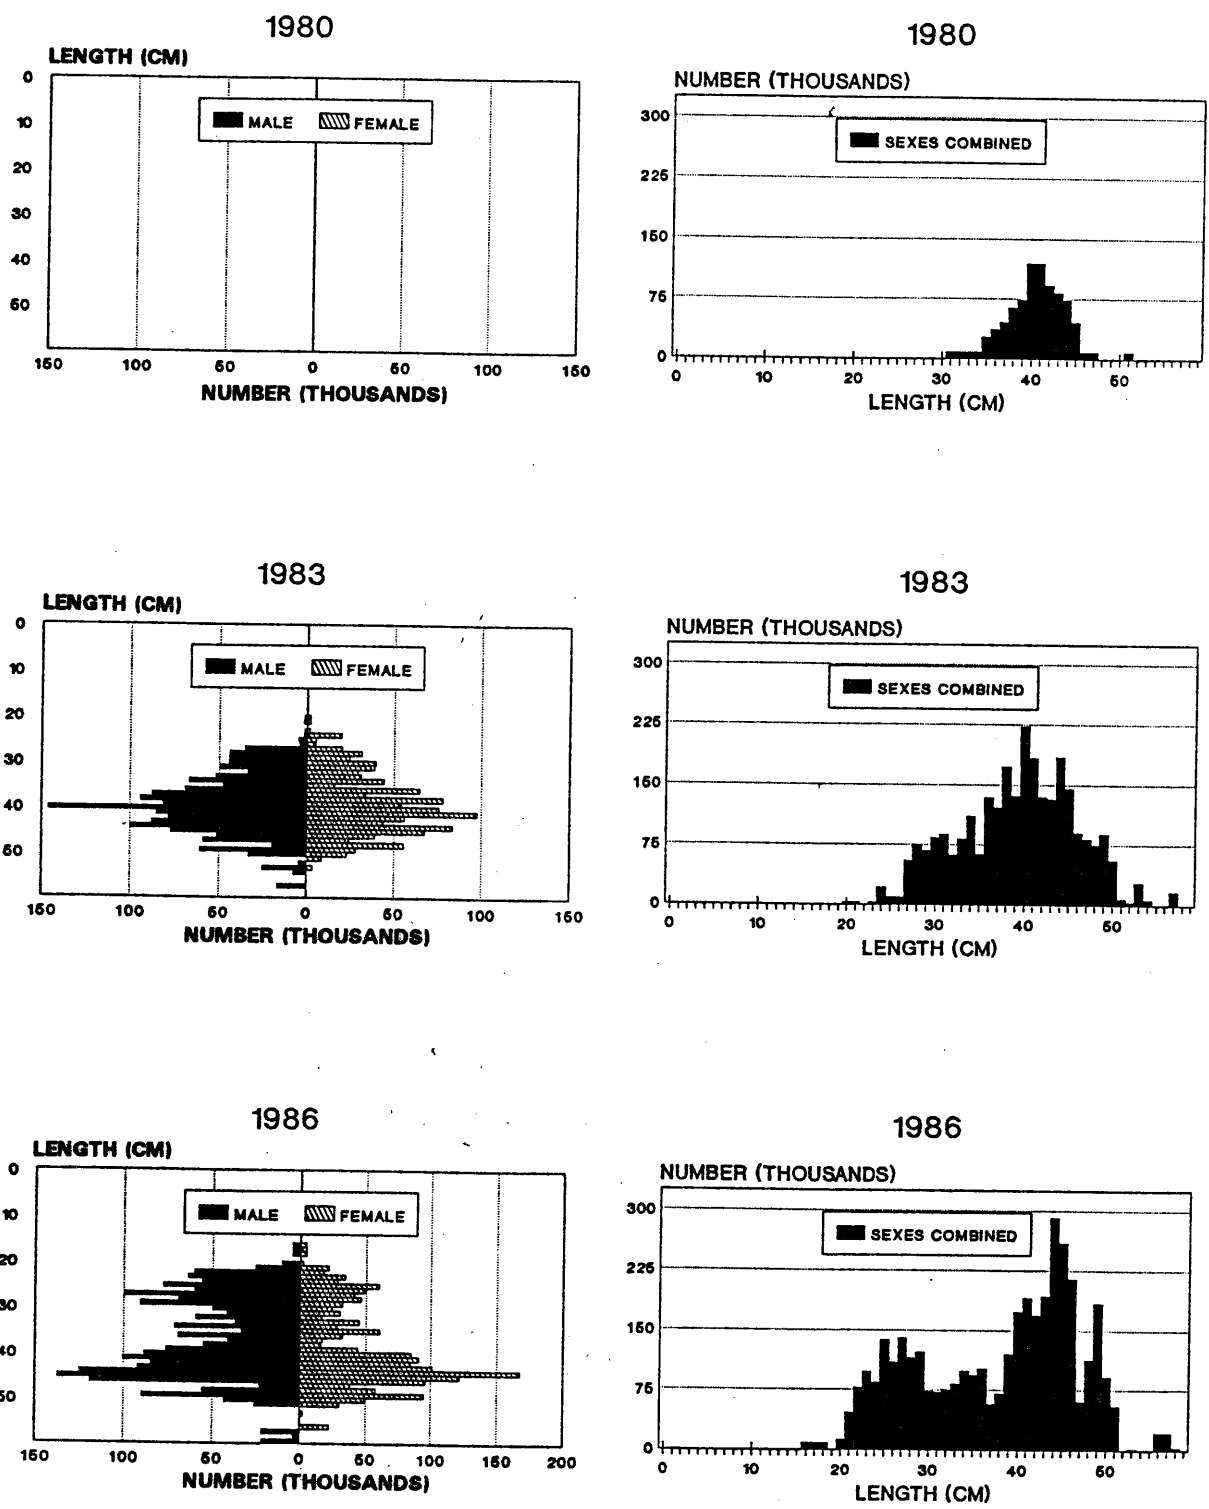 1980
LENGTH (CM)
0
MALE FEMALE
10
20
30
40
50
150 100 50 0 50 100 150
NUMBER (THOUSANDS)
1980
NUMBER (THOUSANDS)
300
SEXES COMBINED
225
150
75
0
0 10 20 30 40 50
LENGTH (CM)
1983
LENGTH (CM)
0
MALE FEMALE
10
20
30
40
50
150 100 50 0 50 100 150
NUMBER (THOUSANDS)
1983
NUMBER (THOUSANDS)
300
SEXES COMBINED
225
150
75
0
0 10 20 30 40 50
LENGTH (CM)
1986
LENGTH (CM)
0
MALE FEMALE
10
20
30
40
50
150 100 50 0 50 100 150 200
NUMBER (THOUSANDS)
1986
NUMBER (THOUSANDS)
300
SEXES COMBINED
225
150
75
0
0 10 20 30 40 50
LENGTH (CM)